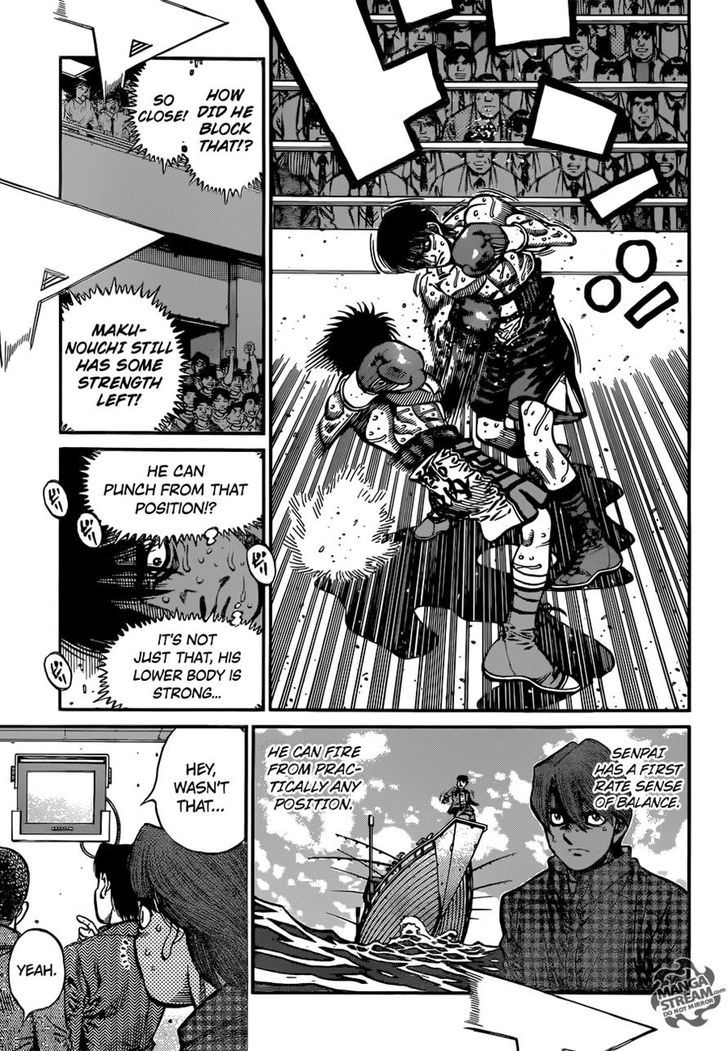 HOW
DID HE
BLOCK
THAT!?
SO
CLOSE!
MAKU-
NOUCHI STILL
HAS SOME
STRENGTH
LEFT!
HE CAN
PUNCH FROM THAT
POSITION!?
IT'S NOT
JUST THAT, HIS
LOWER BODY IS
STRONG...
SENPAI
HAS A FIRST
RATE SENSE
OF BALANCE.
HE CAN FIRE
FROM PRAC-
TICALLY ANY
POSITION.
HEY,
WASN'T
THAT...
YEAH.
MANGA
STREAM.com
DO NOT MIRROR